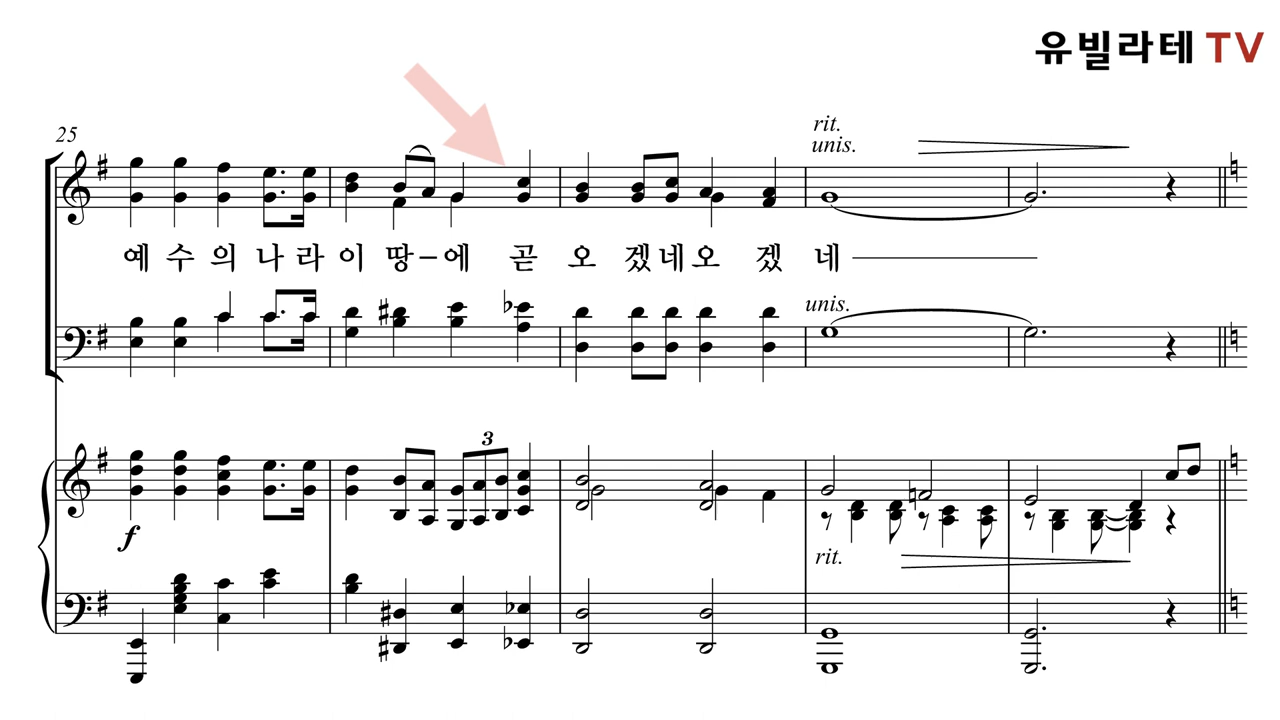 유빌라테 TV
25
rit.
unis.
예 수 의 나 라 이 땅–에 곧 오 겠 네 오 겠 네
unis.
3
f
rit.